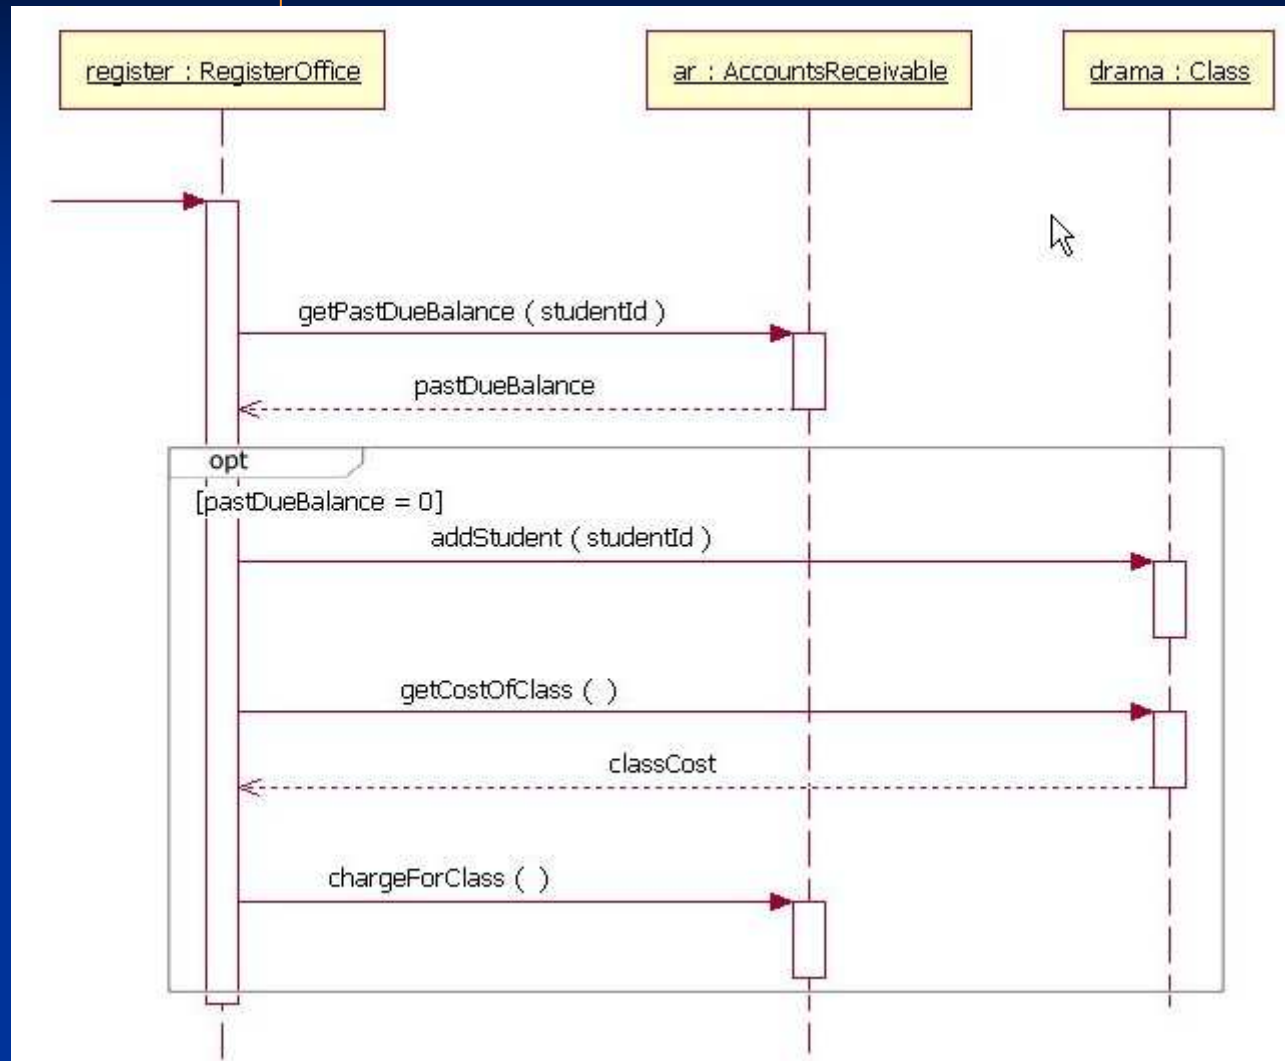 register : RegisterOffice
ar : AccountsReceivable
drama : Class
getPastDueBalance ( studentId )
pastDueBalance
opt
[pastDueBalance = 0]
addStudent ( studentId )
getCostOfClass ( )
classCost
chargeForClass ( )